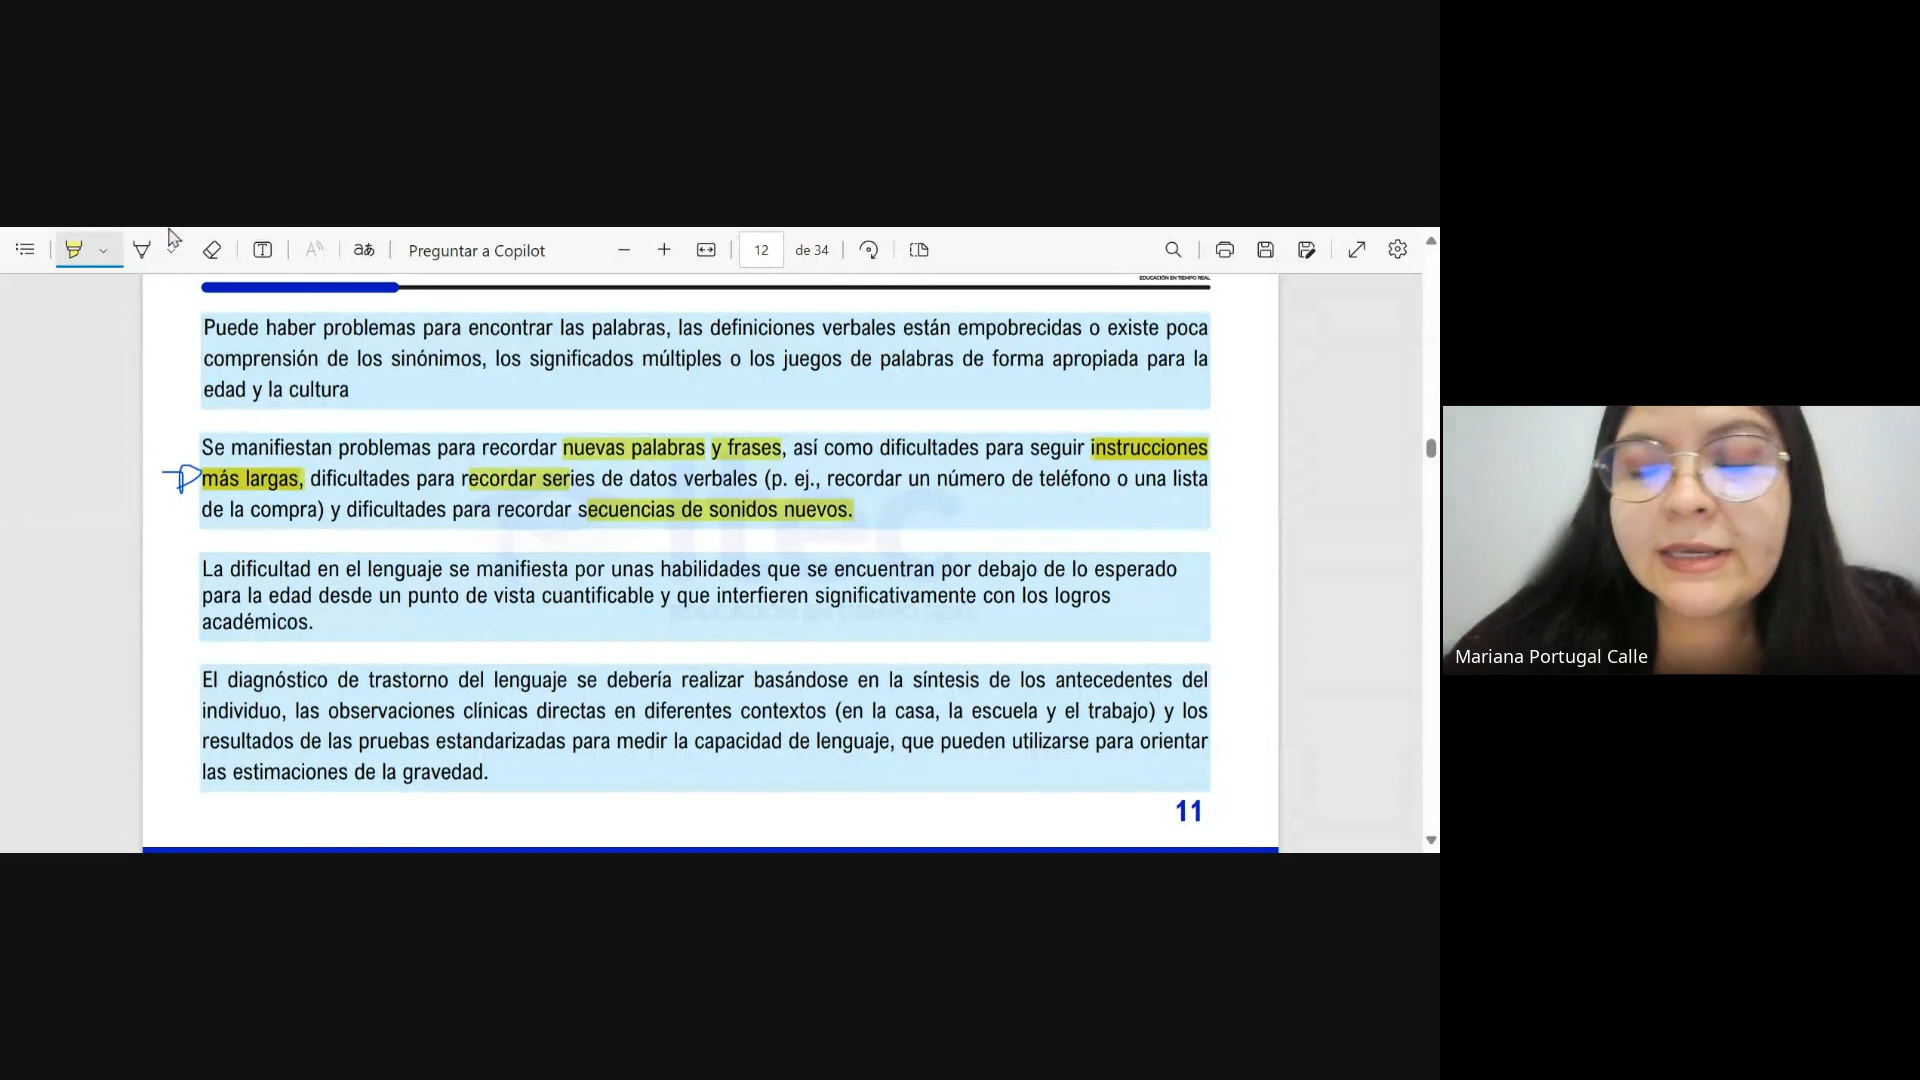 Preguntar a Copilot
12 de 34
EDUCACIÓN EN TIEMPO REAL
Puede haber problemas para encontrar las palabras, las definiciones verbales están empobrecidas o existe poca
comprensión de los sinónimos, los significados múltiples o los juegos de palabras de forma apropiada para la
edad y la cultura
Se manifiestan problemas para recordar nuevas palabras y frases, así como dificultades para seguir instrucciones
más largas, dificultades para recordar series de datos verbales (p. ej., recordar un número de teléfono o una lista
de la compra) y dificultades para recordar secuencias de sonidos nuevos.
La dificultad en el lenguaje se manifiesta por unas habilidades que se encuentran por debajo de lo esperado
para la edad desde un punto de vista cuantificable y que interfieren significativamente con los logros
académicos.
El diagnóstico de trastorno del lenguaje se debería realizar basándose en la síntesis de los antecedentes del
individuo, las observaciones clínicas directas en diferentes contextos (en la casa, la escuela y el trabajo) y los
resultados de las pruebas estandarizadas para medir la capacidad de lenguaje, que pueden utilizarse para orientar
las estimaciones de la gravedad.
11
Mariana Portugal Calle